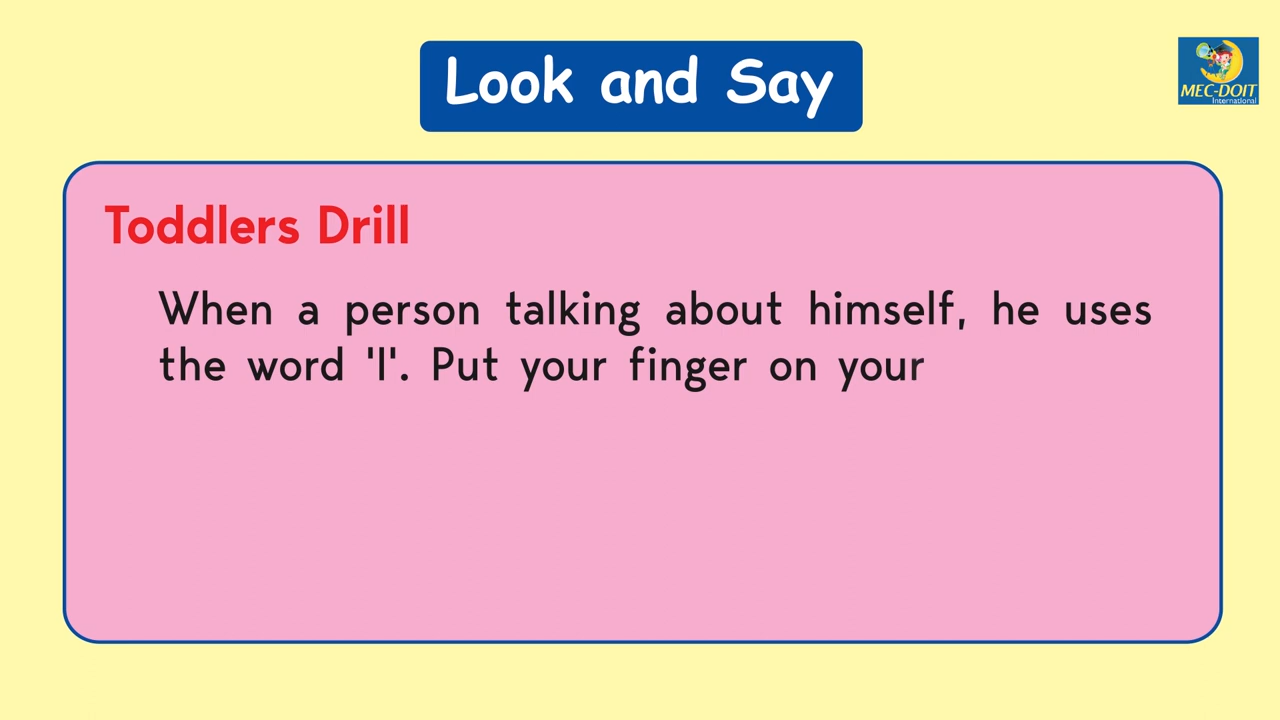 Look and Say
MEC-DOIT
International
Toddlers Drill
When a person talking about himself, he uses
the word 'I'. Put your finger on your